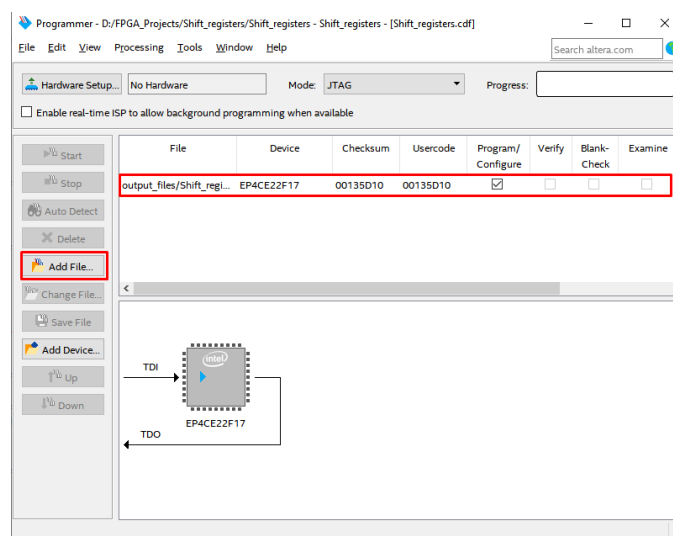 Programmer - D:/FPGA_Projects/Shift_registers/Shift_registers - Shift_registers - [Shift_registers.cdf]
File Edit View Processing Tools Window Help
Search altera.com
Hardware Setup... No Hardware Mode: JTAG Progress:
Enable real-time ISP to allow background programming when available
Start
Stop
Auto Detect
Delete
Add File...
Change File...
Save File
Add Device...
Up
Down
File Device Checksum Usercode Program/ Configure Verify Blank- Check Examine
output_files/Shift_regi... EP4CE22F17 00135D10 00135D10
TDI
intel
EP4CE22F17
TDO